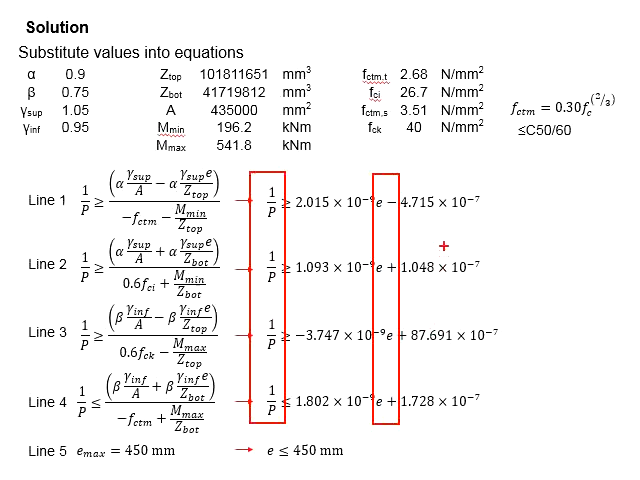 Solution
Substitute values into equations
α 0.9 Ztop 101811651 mm³ fctm,t 2.68 N/mm²
β 0.75 Zbot 41719812 mm³ fci 26.7 N/mm²
γsup 1.05 A 435000 mm² fctm,s 3.51 N/mm² fctm = 0.30fc^(2/3)
γinf 0.95 Mmin 196.2 kNm fck 40 N/mm² ≤C50/60
Mmax 541.8 kNm
Line 1 1/P ≥ (α γsup/A − α γsup e/Ztop) / (−fctm − Mmin/Ztop) → 1/P ≥ 2.015 × 10⁻⁹e − 4.715 × 10⁻⁷
+
Line 2 1/P ≥ (α γsup/A + α γsup e/Zbot) / (0.6fci + Mmin/Zbot) → 1/P ≥ 1.093 × 10⁻⁹e + 1.048 × 10⁻⁷
Line 3 1/P ≥ (β γinf/A − β γinf e/Ztop) / (0.6fck − Mmax/Ztop) → 1/P ≥ −3.747 × 10⁻⁹e + 87.691 × 10⁻⁷
Line 4 1/P ≤ (β γinf/A + β γinf e/Zbot) / (−fctm + Mmax/Zbot) → 1/P ≤ 1.802 × 10⁻⁹e + 1.728 × 10⁻⁷
Line 5 emax = 450 mm → e ≤ 450 mm